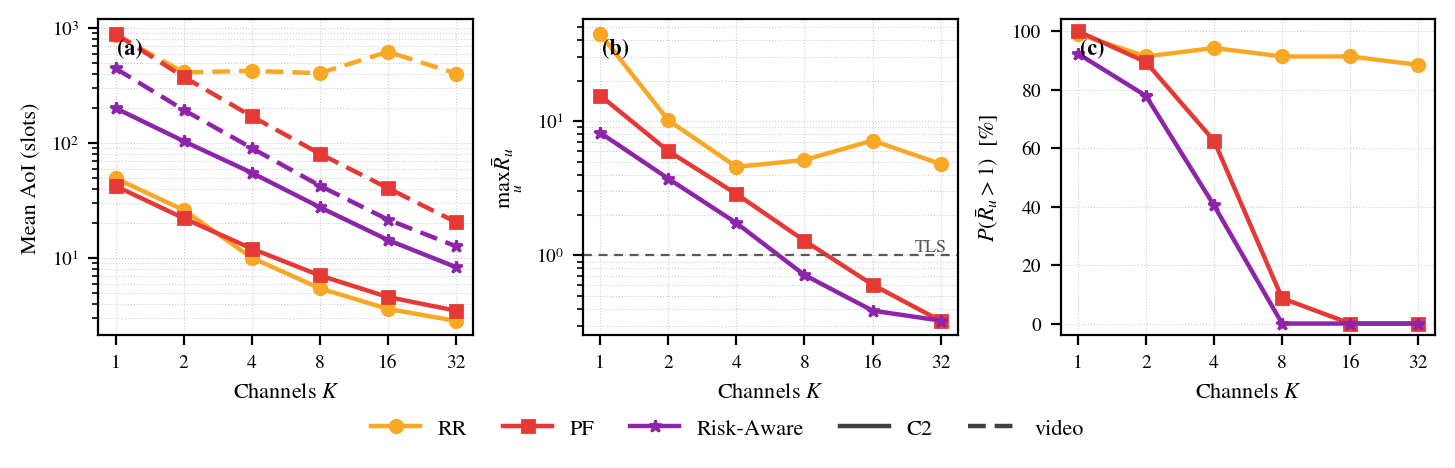 (a)
10³
10²
10¹
Mean AoI (slots)
1 2 4 8 16 32
Channels K
(b)
10¹
10⁰
max R̄ᵤ
u
TLS
1 2 4 8 16 32
Channels K
(c)
100
80
60
40
20
0
P(R̄ᵤ > 1) [%]
1 2 4 8 16 32
Channels K
RR PF Risk-Aware C2 video